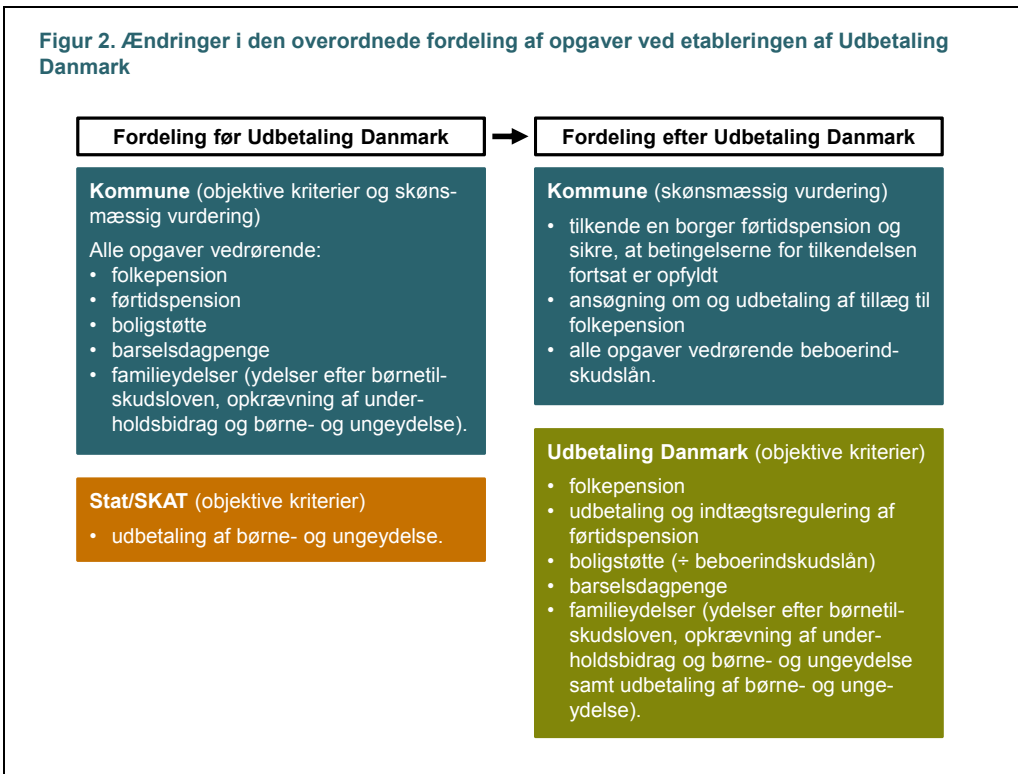 Figur 2. Ændringer i den overordnede fordeling af opgaver ved etableringen af Udbetaling
Danmark
Fordeling før Udbetaling Danmark
Kommune (objektive kriterier og skøns-
mæssig vurdering)
Alle opgaver vedrørende:
• folkepension
• førtidspension
• boligstøtte
• barselsdagpenge
• familieydelser (ydelser efter børnetil-
skudsloven, opkrævning af under-
holdsbidrag og børne- og ungeydelse).
Stat/SKAT (objektive kriterier)
• udbetaling af børne- og ungeydelse.
Fordeling efter Udbetaling Danmark
Kommune (skønsmæssig vurdering)
• tilkende en borger førtidspension og
sikre, at betingelserne for tilkendelsen
fortsat er opfyldt
• ansøgning om og udbetaling af tillæg til
folkepension
• alle opgaver vedrørende beboerind-
skudslån.
Udbetaling Danmark (objektive kriterier)
• folkepension
• udbetaling og indtægtsregulering af
førtidspension
• boligstøtte (÷ beboerindskudslån)
• barselsdagpenge
• familieydelser (ydelser efter børnetil-
skudsloven, opkrævning af under-
holdsbidrag og børne- og ungeydelse
samt udbetaling af børne- og unge-
ydelse).